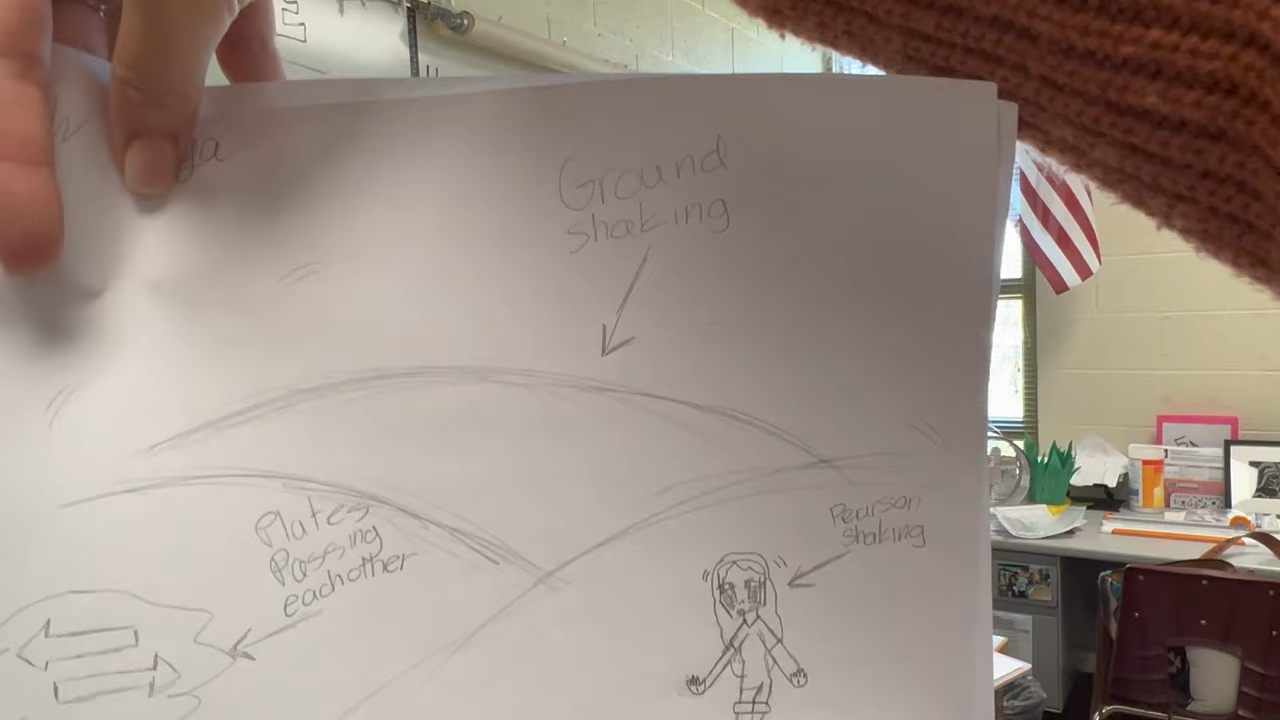 Ground
shaking
Pearson
shaking
Plates
Passing
eachother